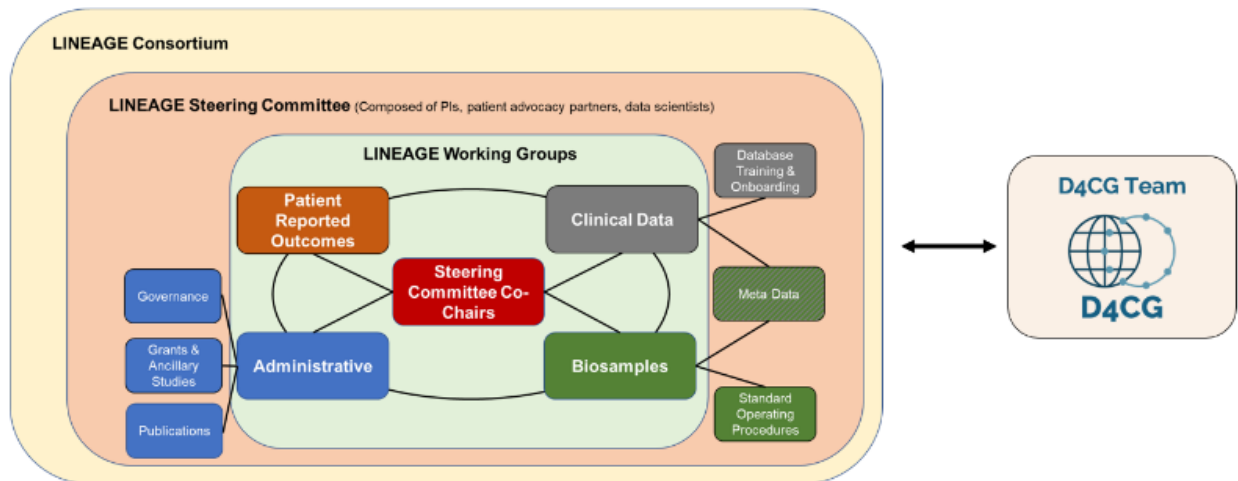 LINEAGE Consortium
LINEAGE Steering Committee (Composed of PIs, patient advocacy partners, data scientists)
LINEAGE Working Groups
Patient
Reported
Outcomes
Clinical Data
Steering
Committee Co-
Chairs
Administrative
Biosamples
Governance
Grants &
Ancillary
Studies
Publications
Database
Training &
Onboarding
Meta Data
Standard
Operating
Procedures
D4CG Team
D4CG